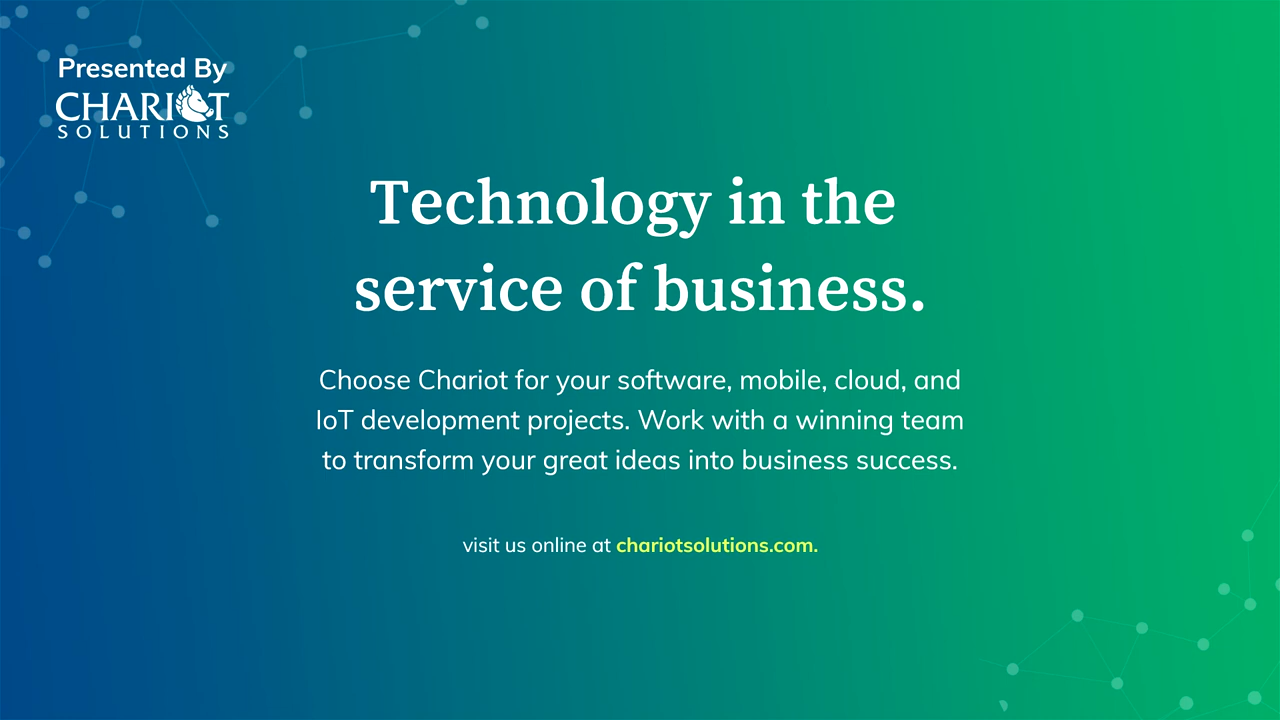 Presented By
CHARIOT
SOLUTIONS
Technology in the
service of business.
Choose Chariot for your software, mobile, cloud, and
IoT development projects. Work with a winning team
to transform your great ideas into business success.
visit us online at chariotsolutions.com.